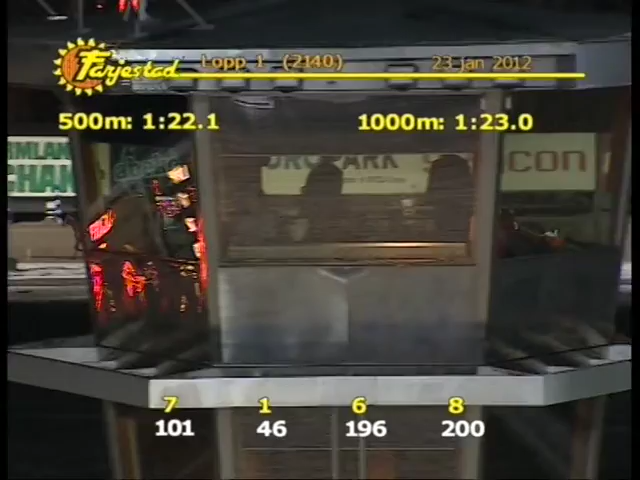 Färjestad Lopp 1 (2140) 23 jan 2012
500m: 1:22.1 1000m: 1:23.0
CON
CHAN
7 1 6 8
101 46 196 200